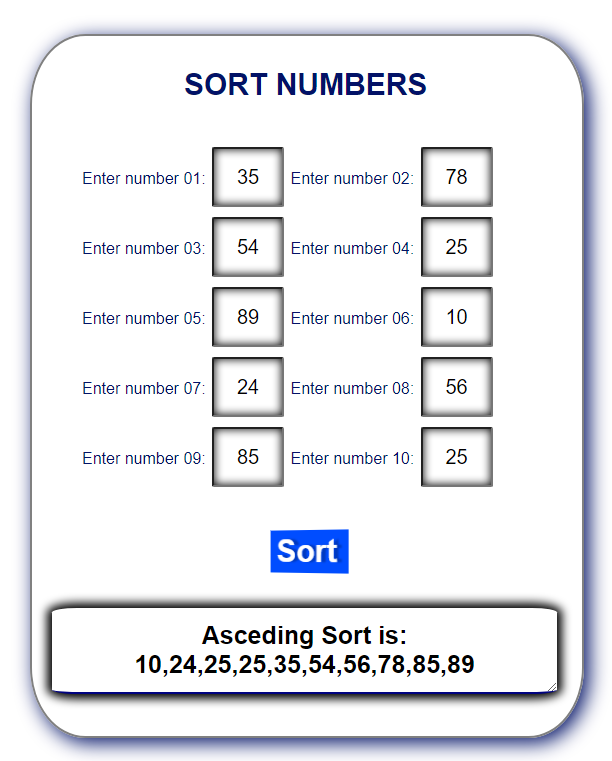 SORT NUMBERS
Enter number 01: 35 Enter number 02: 78
Enter number 03: 54 Enter number 04: 25
Enter number 05: 89 Enter number 06: 10
Enter number 07: 24 Enter number 08: 56
Enter number 09: 85 Enter number 10: 25
Sort
Asceding Sort is:
10,24,25,25,35,54,56,78,85,89